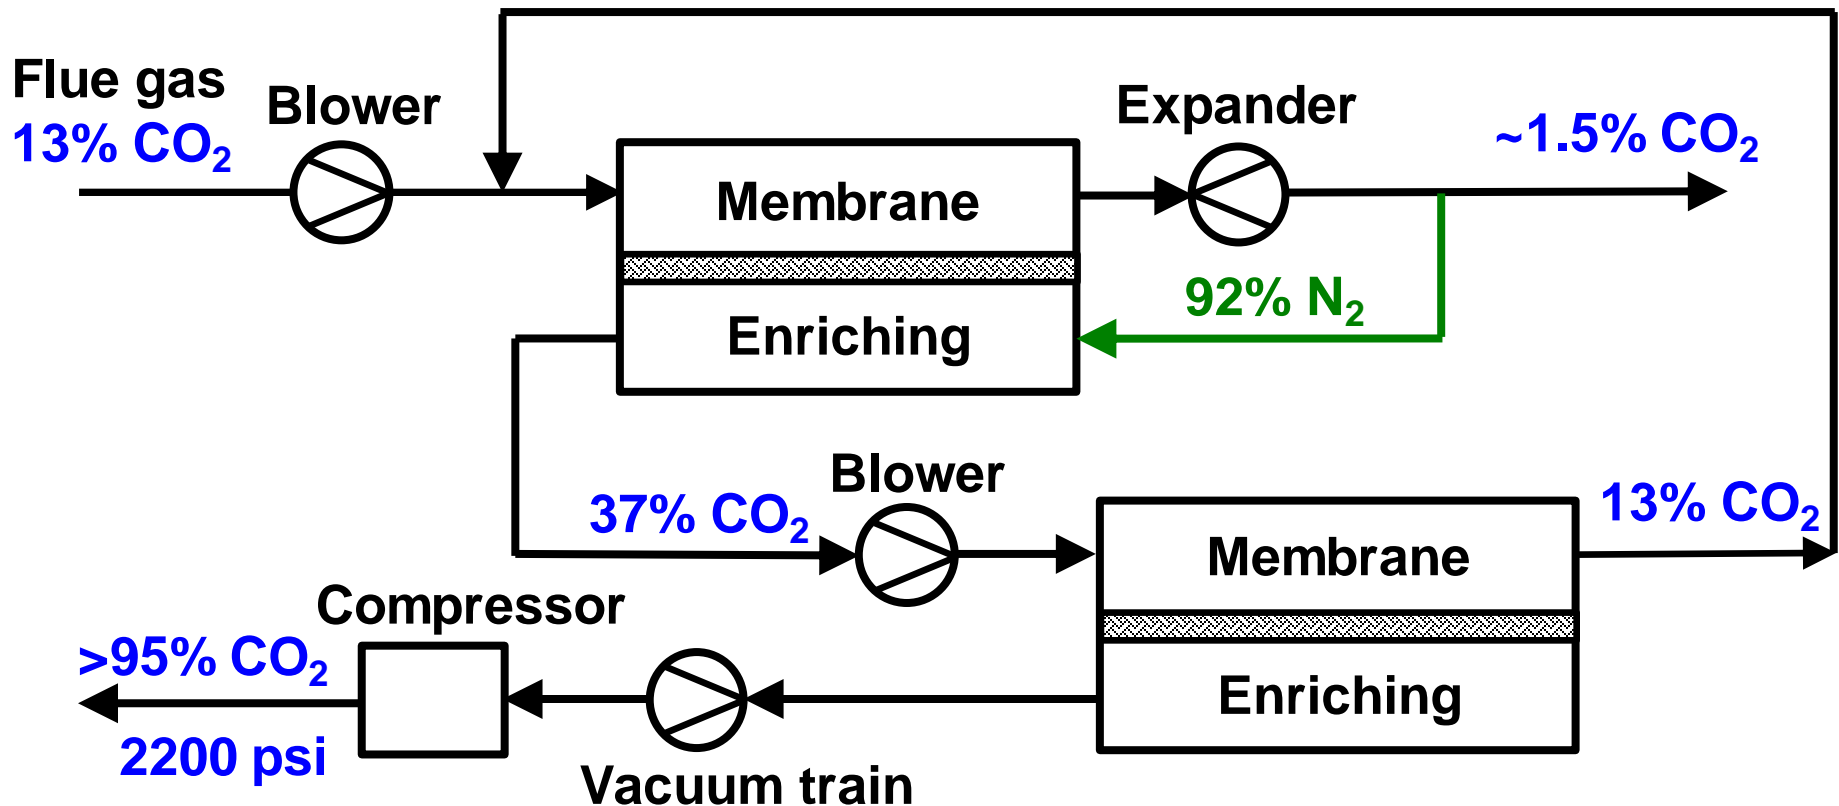 Flue gas
13% CO₂
Blower
Expander
~1.5% CO₂
Membrane
92% N₂
Enriching
Blower
37% CO₂
13% CO₂
Membrane
Compressor
>95% CO₂
Enriching
2200 psi
Vacuum train